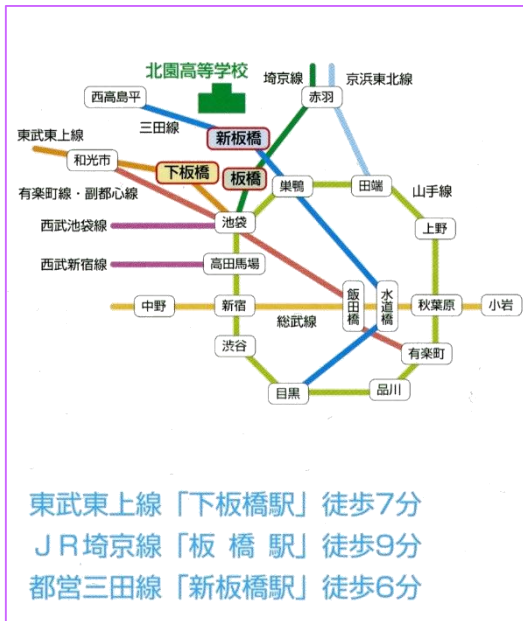 北園高等学校
埼京線
京浜東北線
西高島平
赤羽
三田線
新板橋
東武東上線
和光市
下板橋
板橋
巣鴨
田端
山手線
有楽町線・副都心線
池袋
上野
西武池袋線
西武新宿線
高田馬場
中野
新宿
総武線
飯田橋
水道橋
秋葉原
小岩
渋谷
有楽町
目黒
品川
東武東上線「下板橋駅」徒歩7分
JR埼京線「板 橋 駅」徒歩9分
都営三田線「新板橋駅」徒歩6分